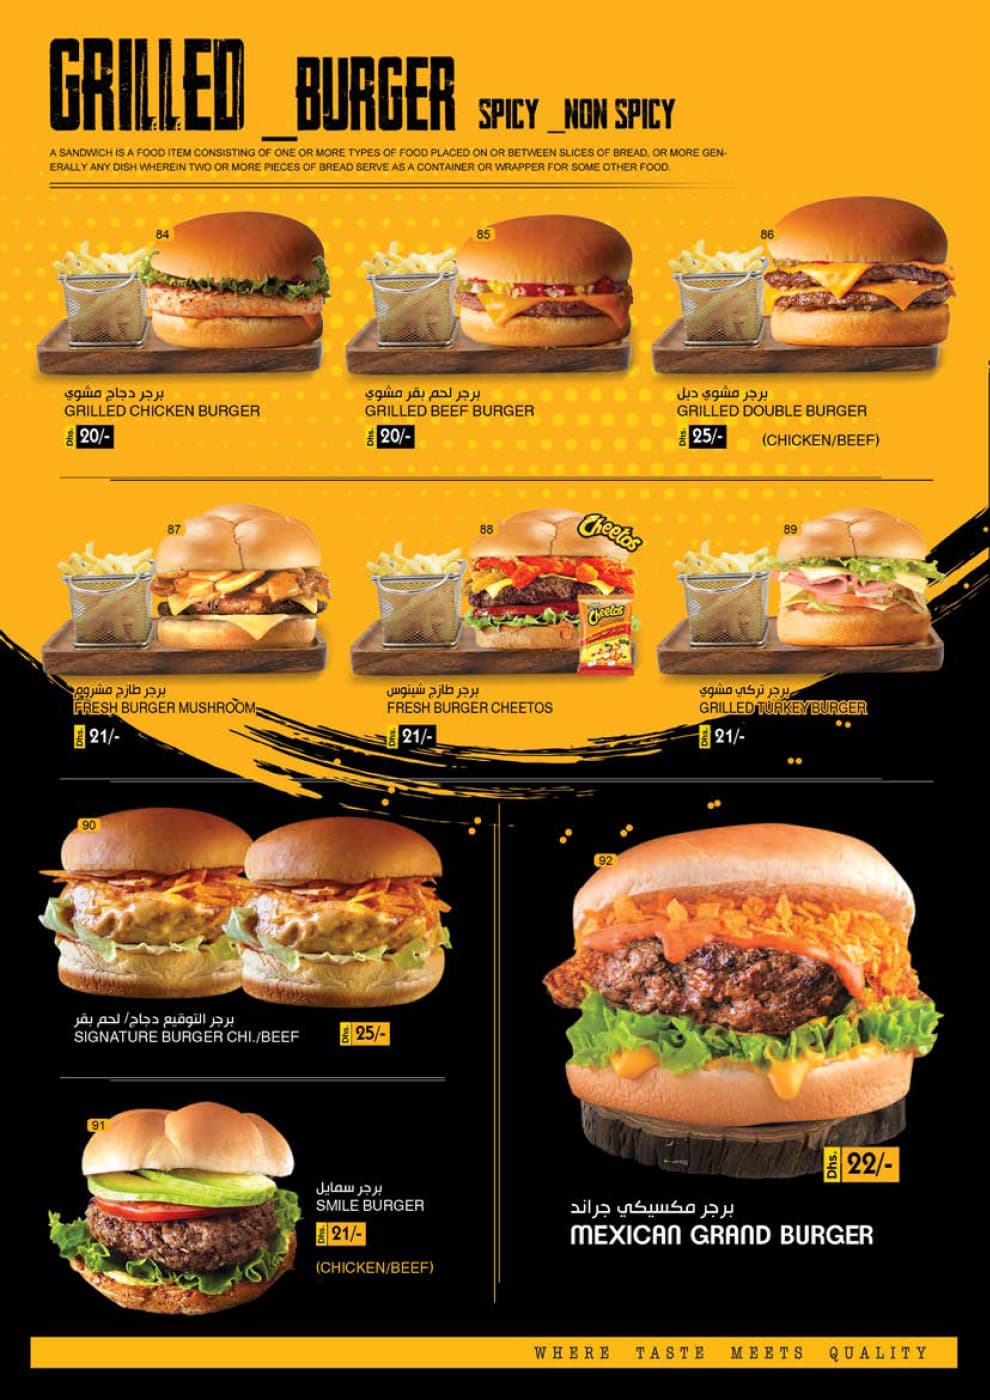 GRILLED _BURGER SPICY _NON SPICY
A SANDWICH IS A FOOD ITEM CONSISTING OF ONE OR MORE TYPES OF FOOD PLACED ON OR BETWEEN SLICES OF BREAD, OR MORE GEN-
ERALLY ANY DISH WHEREIN TWO OR MORE PIECES OF BREAD SERVE AS A CONTAINER OR WRAPPER FOR SOME OTHER FOOD.
84
برجر دجاج مشوي
GRILLED CHICKEN BURGER
Dhs. 20/-
85
برجر لحم بقر مشوي
GRILLED BEEF BURGER
Dhs. 20/-
86
برجر مشوي دبل
GRILLED DOUBLE BURGER
Dhs. 25/- (CHICKEN/BEEF)
87
برجر طازج مشروم
FRESH BURGER MUSHROOM
Dhs. 21/-
88
Cheetos
Cheetos
برجر طازج شيتوس
FRESH BURGER CHEETOS
Dhs. 21/-
89
برجر تركي مشوي
GRILLED TURKEY BURGER
Dhs. 21/-
90
برجر التوقيع دجاج/ لحم بقر
SIGNATURE BURGER CHI./BEEF
Dhs. 25/-
91
برجر سمايل
SMILE BURGER
Dhs. 21/-
(CHICKEN/BEEF)
92
Dhs. 22/-
برجر مكسيكي جراند
MEXICAN GRAND BURGER
WHERE TASTE MEETS QUALITY